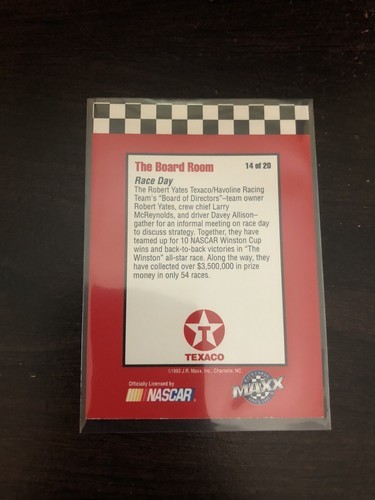 The Board Room
14 of 20
Race Day
The Robert Yates Texaco/Havoline Racing
Team's "Board of Directors"–team owner
Robert Yates, crew chief Larry
McReynolds, and driver Davey Allison–
gather for an informal meeting on race day
to discuss strategy. Together, they have
teamed up for 10 NASCAR Winston Cup
wins and back-to-back victories in "The
Winston" all-star race. Along the way, they
have collected over $3,500,000 in prize
money in only 54 races.
T
TEXACO
©1993 J.R. Maxx, Inc., Charlotte, NC
Officially Licensed by
NASCAR
MAXX